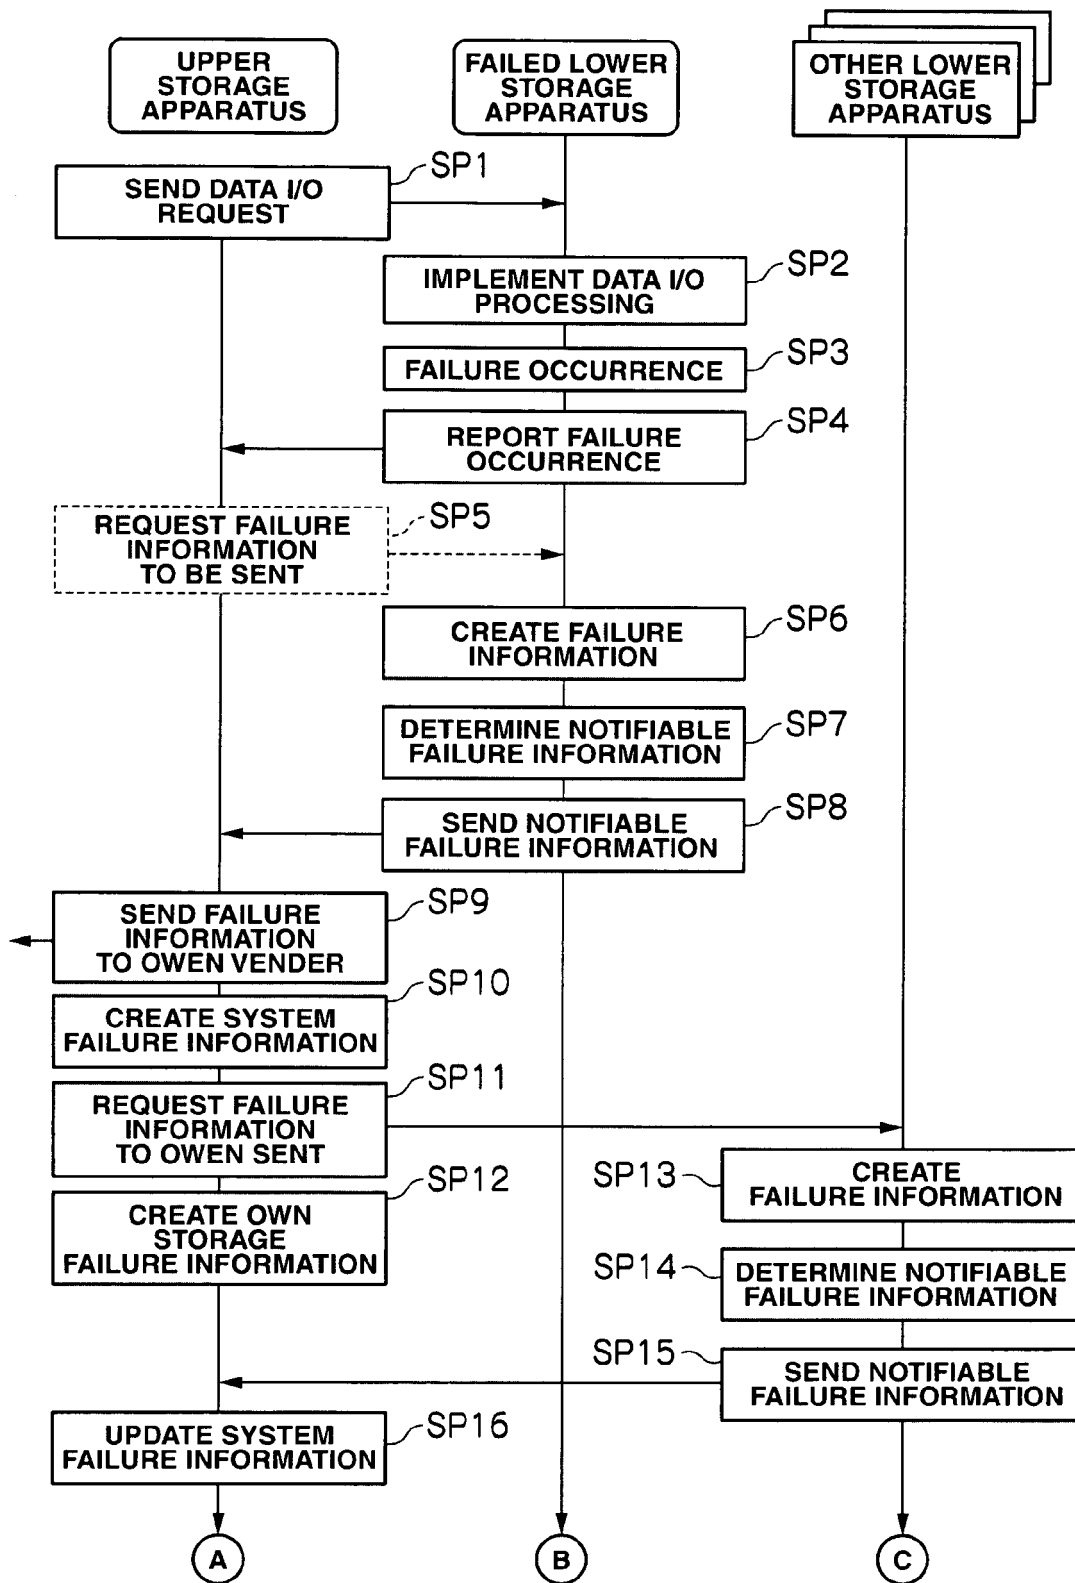 UPPER
STORAGE
APPARATUS
FAILED LOWER
STORAGE
APPARATUS
OTHER LOWER
STORAGE
APPARATUS
SP1
SEND DATA I/O
REQUEST
SP2
IMPLEMENT DATA I/O
PROCESSING
SP3
FAILURE OCCURRENCE
SP4
REPORT FAILURE
OCCURRENCE
SP5
REQUEST FAILURE
INFORMATION
TO BE SENT
SP6
CREATE FAILURE
INFORMATION
SP7
DETERMINE NOTIFIABLE
FAILURE INFORMATION
SP8
SEND NOTIFIABLE
FAILURE INFORMATION
SP9
SEND FAILURE
INFORMATION
TO OWEN VENDER
SP10
CREATE SYSTEM
FAILURE INFORMATION
SP11
REQUEST FAILURE
INFORMATION
TO OWEN SENT
SP12
CREATE OWN
STORAGE
FAILURE INFORMATION
SP13
CREATE
FAILURE INFORMATION
SP14
DETERMINE NOTIFIABLE
FAILURE INFORMATION
SP15
SEND NOTIFIABLE
FAILURE INFORMATION
SP16
UPDATE SYSTEM
FAILURE INFORMATION
A
B
C